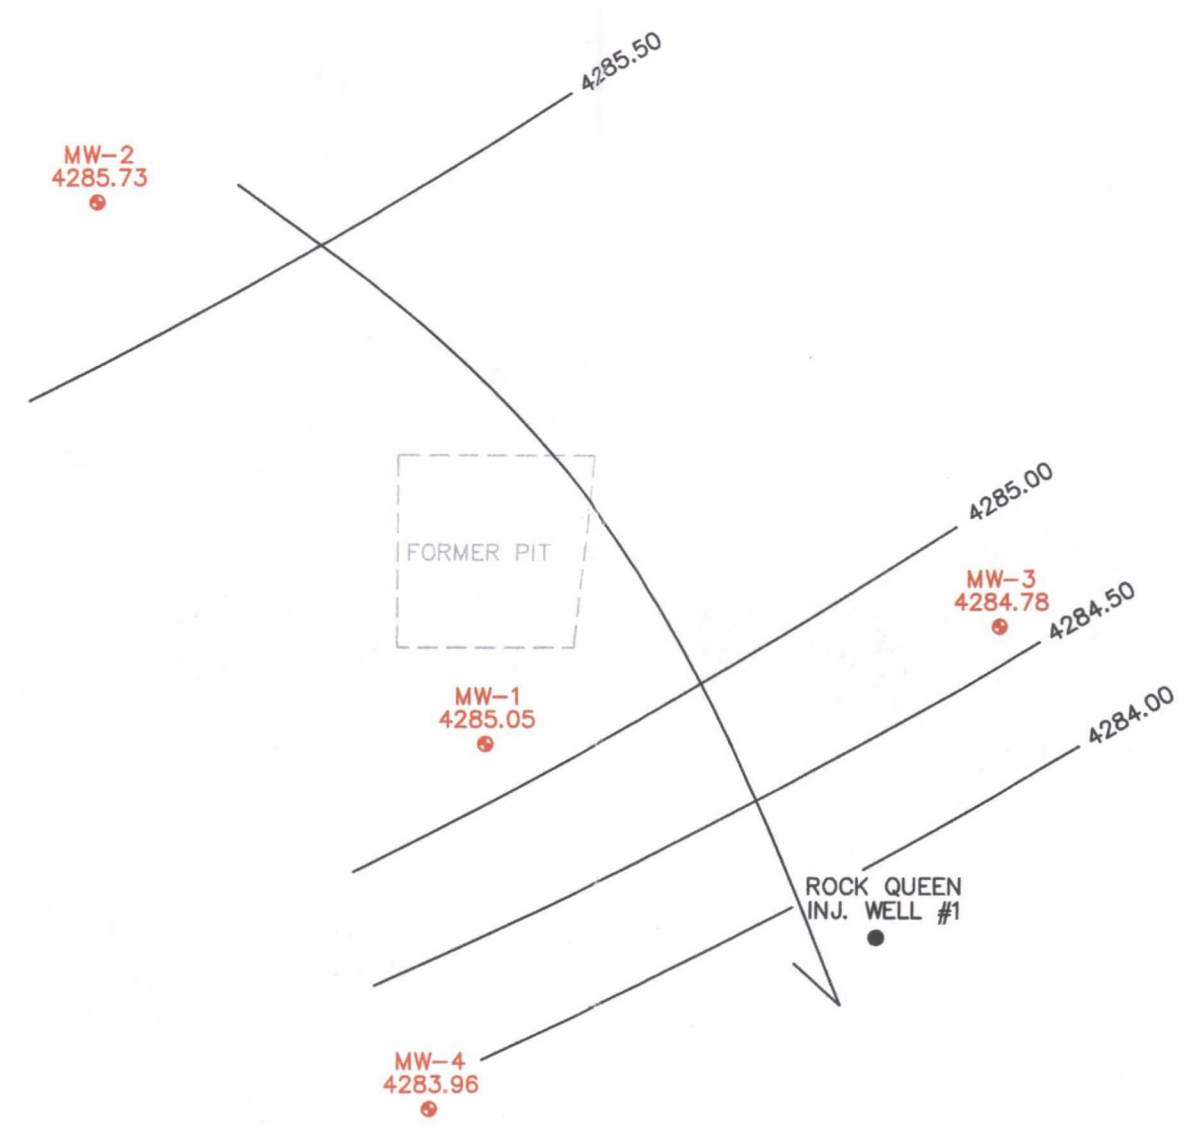 4285.50
MW-2
4285.73
FORMER PIT
4285.00
MW-3
4284.78
4284.50
MW-1
4285.05
4284.00
ROCK QUEEN
INJ. WELL #1
MW-4
4283.96